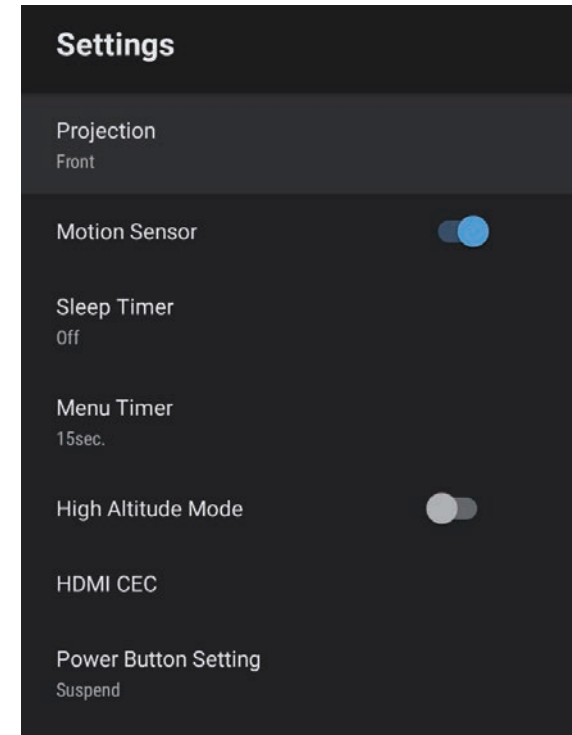 Settings
Projection
Front
Motion Sensor
Sleep Timer
Off
Menu Timer
15sec.
High Altitude Mode
HDMI CEC
Power Button Setting
Suspend